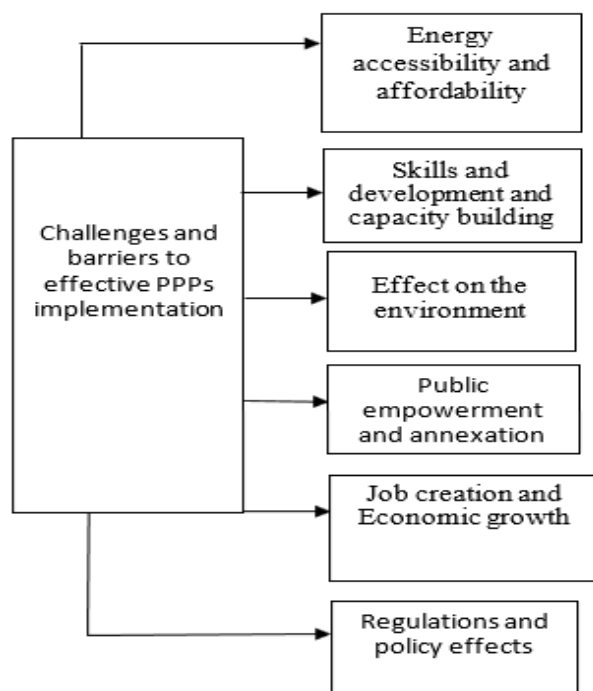 Energy
accessibility and
affordability
Skills and
development and
capacity building
Challenges and
barriers to
effective PPPs
implementation
Effect on the
environment
Public
empowerment
and annexation
Job creation and
Economic growth
Regulations and
policy effects